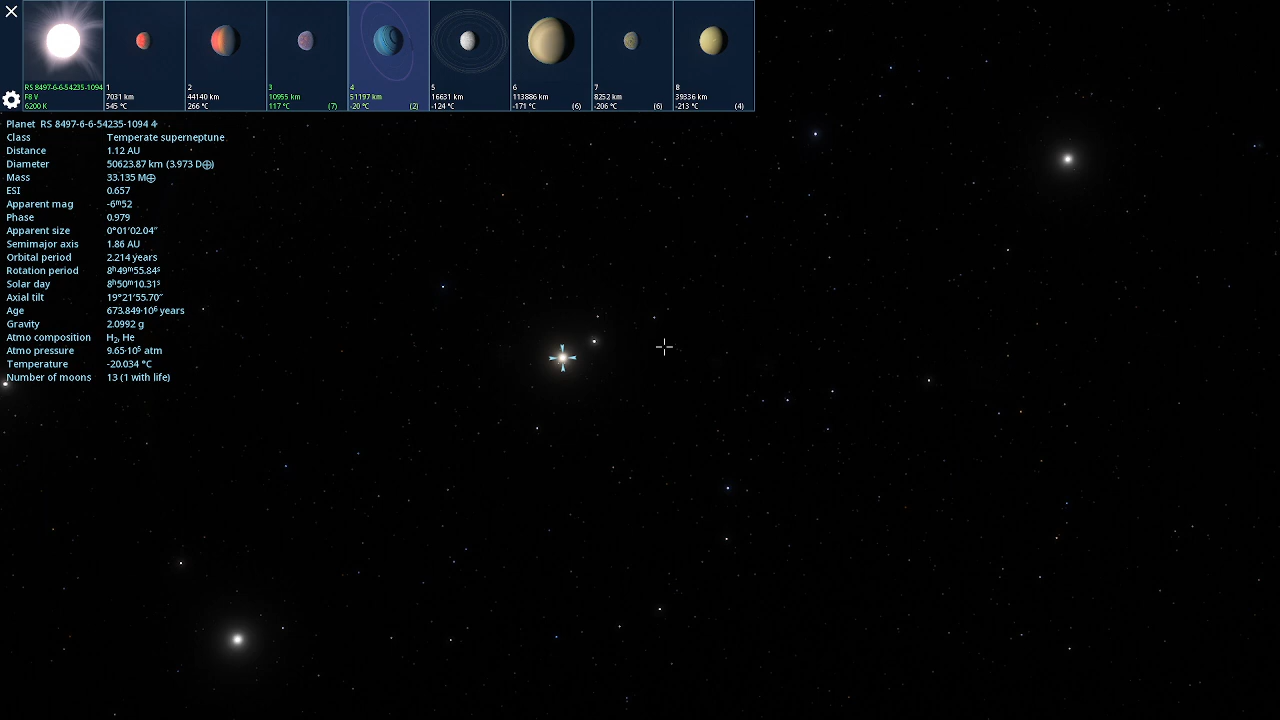 RS 8497-6-6-54235-1094
F8 V
6200 K
1
7031 km
545 °C
2
44140 km
266 °C
3
10955 km
117 °C (7)
4
51197 km
-20 °C (2)
5
16631 km
-124 °C
6
113886 km
-171 °C (6)
7
8252 km
-206 °C (6)
8
39336 km
-213 °C (4)
Planet RS 8497-6-6-54235-1094 4
Class Temperate superneptune
Distance 1.12 AU
Diameter 50623.87 km (3.973 D⊕)
Mass 33.135 M⊕
ESI 0.657
Apparent mag -6ᵐ52
Phase 0.979
Apparent size 0°01′02.04″
Semimajor axis 1.86 AU
Orbital period 2.214 years
Rotation period 8ʰ49ᵐ55.84ˢ
Solar day 8ʰ50ᵐ10.31ˢ
Axial tilt 19°21′55.70″
Age 673.849·10⁶ years
Gravity 2.0992 g
Atmo composition H₂, He
Atmo pressure 9.65·10⁵ atm
Temperature -20.034 °C
Number of moons 13 (1 with life)